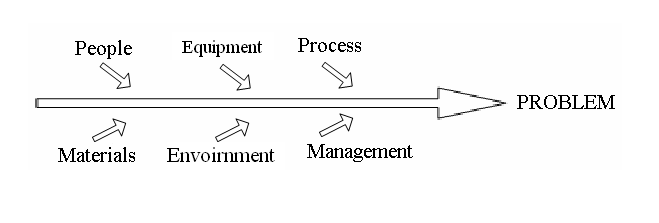 People
Equipment
Process
PROBLEM
Materials
Envoirnment
Management